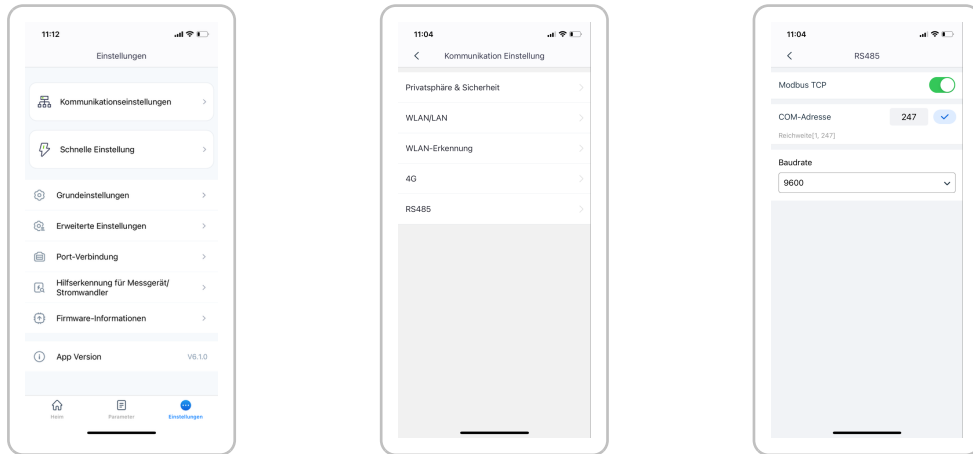 11:12
Einstellungen
Kommunikationseinstellungen
Schnelle Einstellung
Grundeinstellungen
Erweiterte Einstellungen
Port-Verbindung
Hilfserkennung für Messgerät/
Stromwandler
Firmware-Informationen
App Version V6.1.0
Heim Parameter Einstellungen
11:04
Kommunikation Einstellung
Privatsphäre & Sicherheit
WLAN/LAN
WLAN-Erkennung
4G
RS485
11:04
RS485
Modbus TCP
COM-Adresse 247
Reichweite[1, 247]
Baudrate
9600